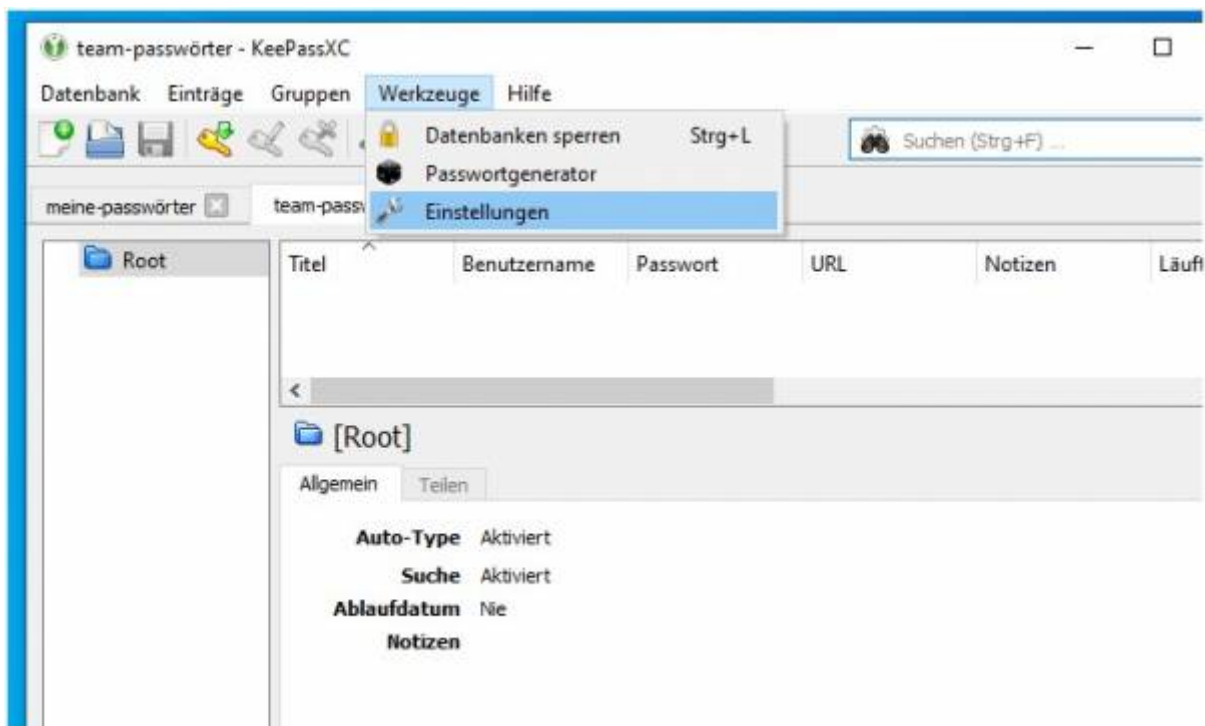 team-passwörter - KeePassXC
Datenbank Einträge Gruppen Werkzeuge Hilfe
Datenbanken sperren Strg+L
Suchen (Strg+F) ...
Passwortgenerator
meine-passwörter
Einstellungen
Root
Titel Benutzername Passwort URL Notizen
[Root]
Allgemein Teilen
Auto-Type Aktiviert
Suche Aktiviert
Ablaufdatum Nie
Notizen